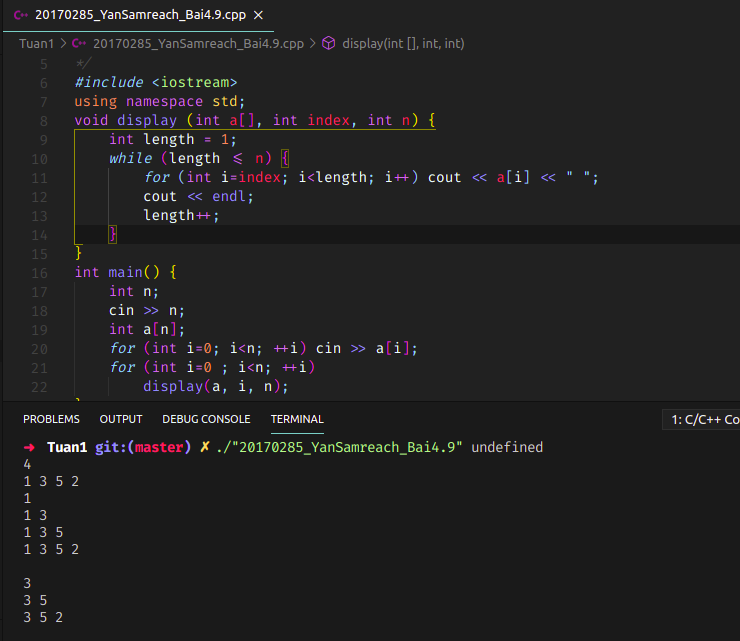 20170285_YanSamreach_Bai4.9.cpp ×
Tuan1 > 20170285_YanSamreach_Bai4.9.cpp > display(int [], int, int)
5 */
6 #include <iostream>
7 using namespace std;
8 void display (int a[], int index, int n) {
9 int length = 1;
10 while (length <= n) {
11 for (int i=index; i<length; i++) cout << a[i] << " ";
12 cout << endl;
13 length++;
14 }
15 }
16 int main() {
17 int n;
18 cin >> n;
19 int a[n];
20 for (int i=0; i<n; ++i) cin >> a[i];
21 for (int i=0 ; i<n; ++i)
22 display(a, i, n);
PROBLEMS OUTPUT DEBUG CONSOLE TERMINAL 1: C/C++ Co
➜ Tuan1 git:(master) ✗ ./"20170285_YanSamreach_Bai4.9" undefined
4
1 3 5 2
1
1 3
1 3 5
1 3 5 2
3
3 5
3 5 2